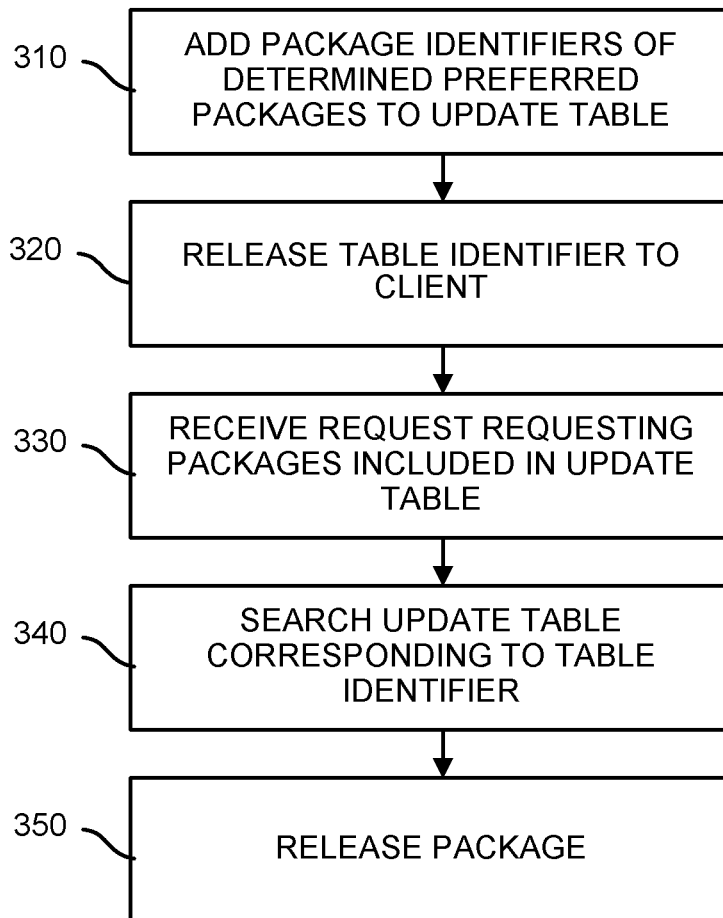 310
ADD PACKAGE IDENTIFIERS OF
DETERMINED PREFERRED
PACKAGES TO UPDATE TABLE
320
RELEASE TABLE IDENTIFIER TO
CLIENT
330
RECEIVE REQUEST REQUESTING
PACKAGES INCLUDED IN UPDATE
TABLE
340
SEARCH UPDATE TABLE
CORRESPONDING TO TABLE
IDENTIFIER
350
RELEASE PACKAGE